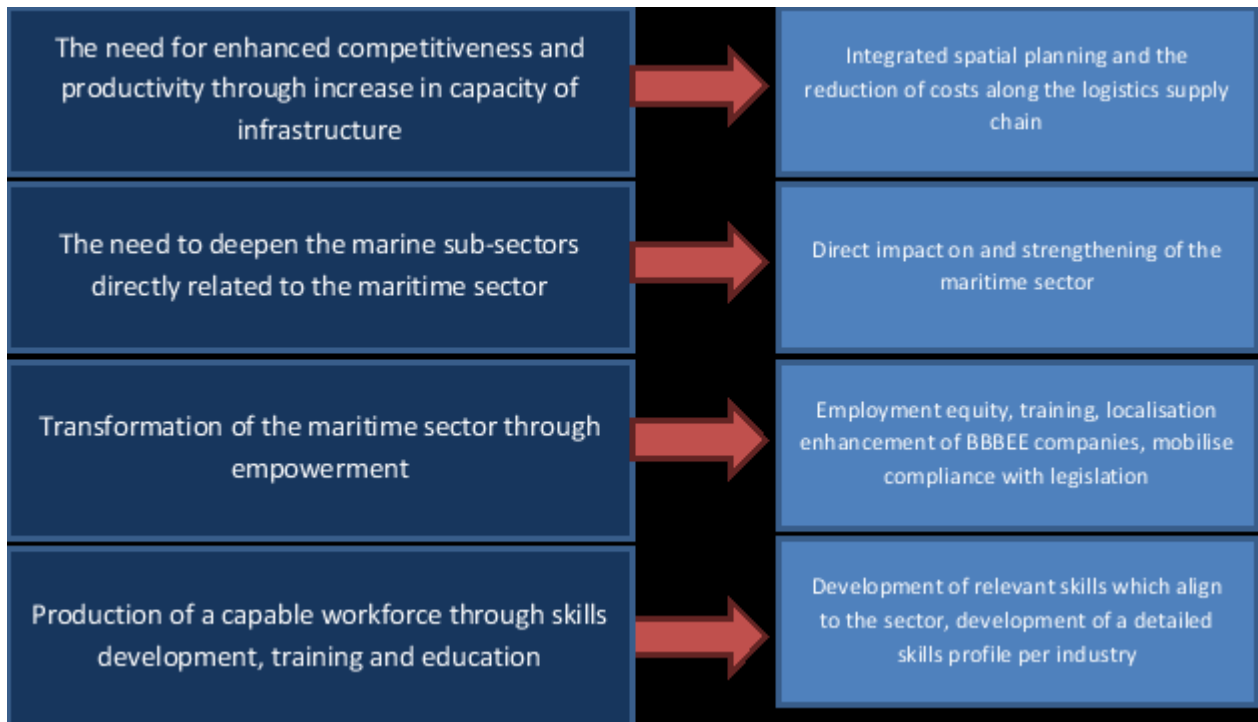 The need for enhanced competitiveness and
productivity through increase in capacity of
infrastructure
Integrated spatial planning and the
reduction of costs along the logistics supply
chain
The need to deepen the marine sub-sectors
directly related to the maritime sector
Direct impact on and strengthening of the
maritime sector
Transformation of the maritime sector through
empowerment
Employment equity, training, localisation
enhancement of BBBEE companies, mobilise
compliance with legislation
Production of a capable workforce through skills
development, training and education
Development of relevant skills which align
to the sector, development of a detailed
skills profile per industry